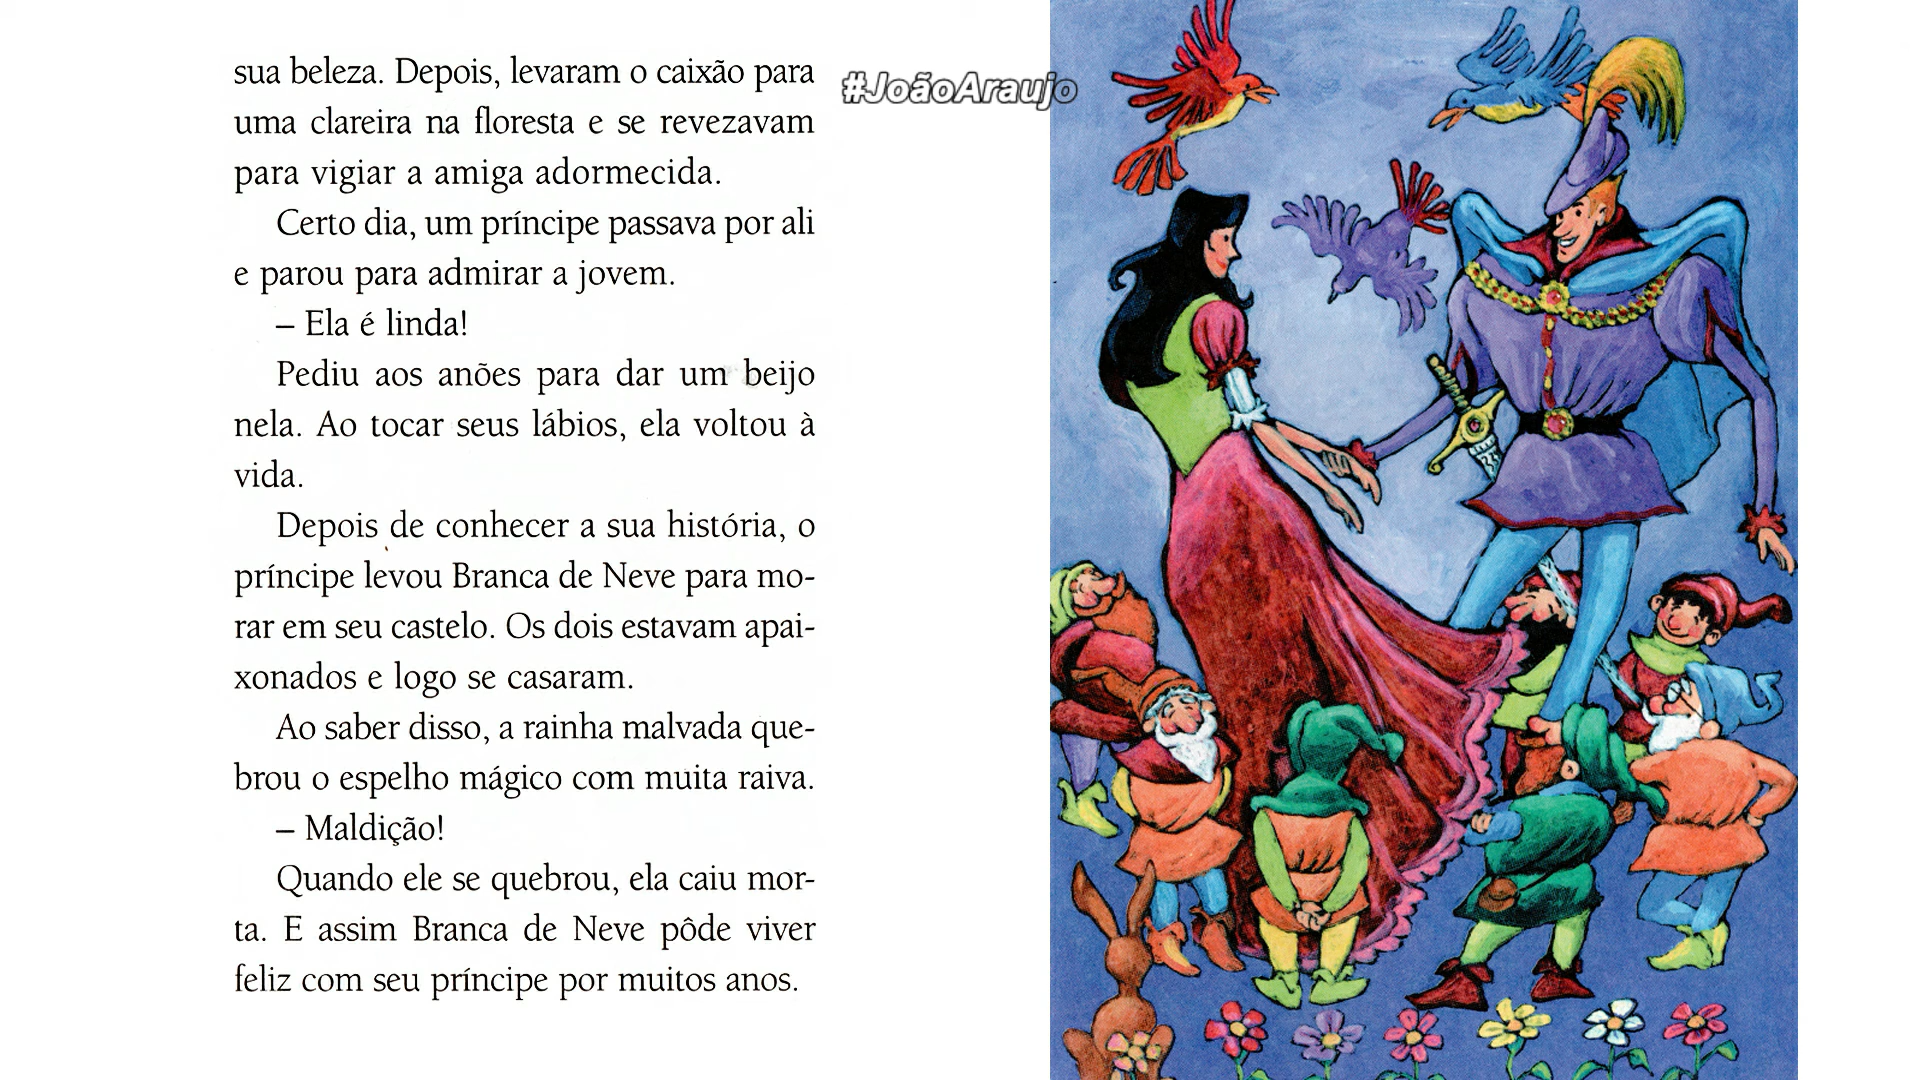 sua beleza. Depois, levaram o caixão para
uma clareira na floresta e se revezavam
para vigiar a amiga adormecida.
Certo dia, um príncipe passava por ali
e parou para admirar a jovem.
– Ela é linda!
Pediu aos anões para dar um beijo
nela. Ao tocar seus lábios, ela voltou à
vida.
Depois de conhecer a sua história, o
príncipe levou Branca de Neve para mo-
rar em seu castelo. Os dois estavam apai-
xonados e logo se casaram.
Ao saber disso, a rainha malvada que-
brou o espelho mágico com muita raiva.
– Maldição!
Quando ele se quebrou, ela caiu mor-
ta. E assim Branca de Neve pôde viver
feliz com seu príncipe por muitos anos.
#JoãoAraujo